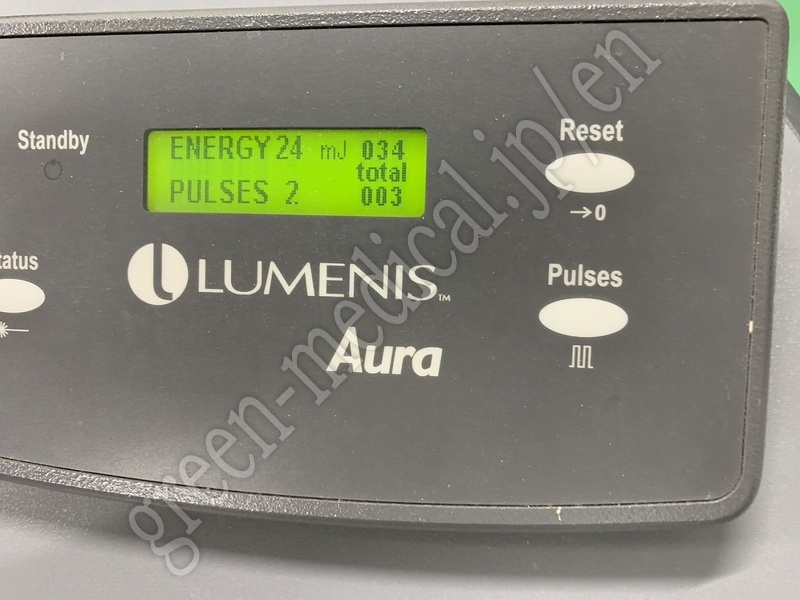 Standby
ENERGY 24 mJ 034
total
PULSES 2 003
Reset
→0
tatus
LUMENIS™
Pulses
Aura
green-medical.jp/en